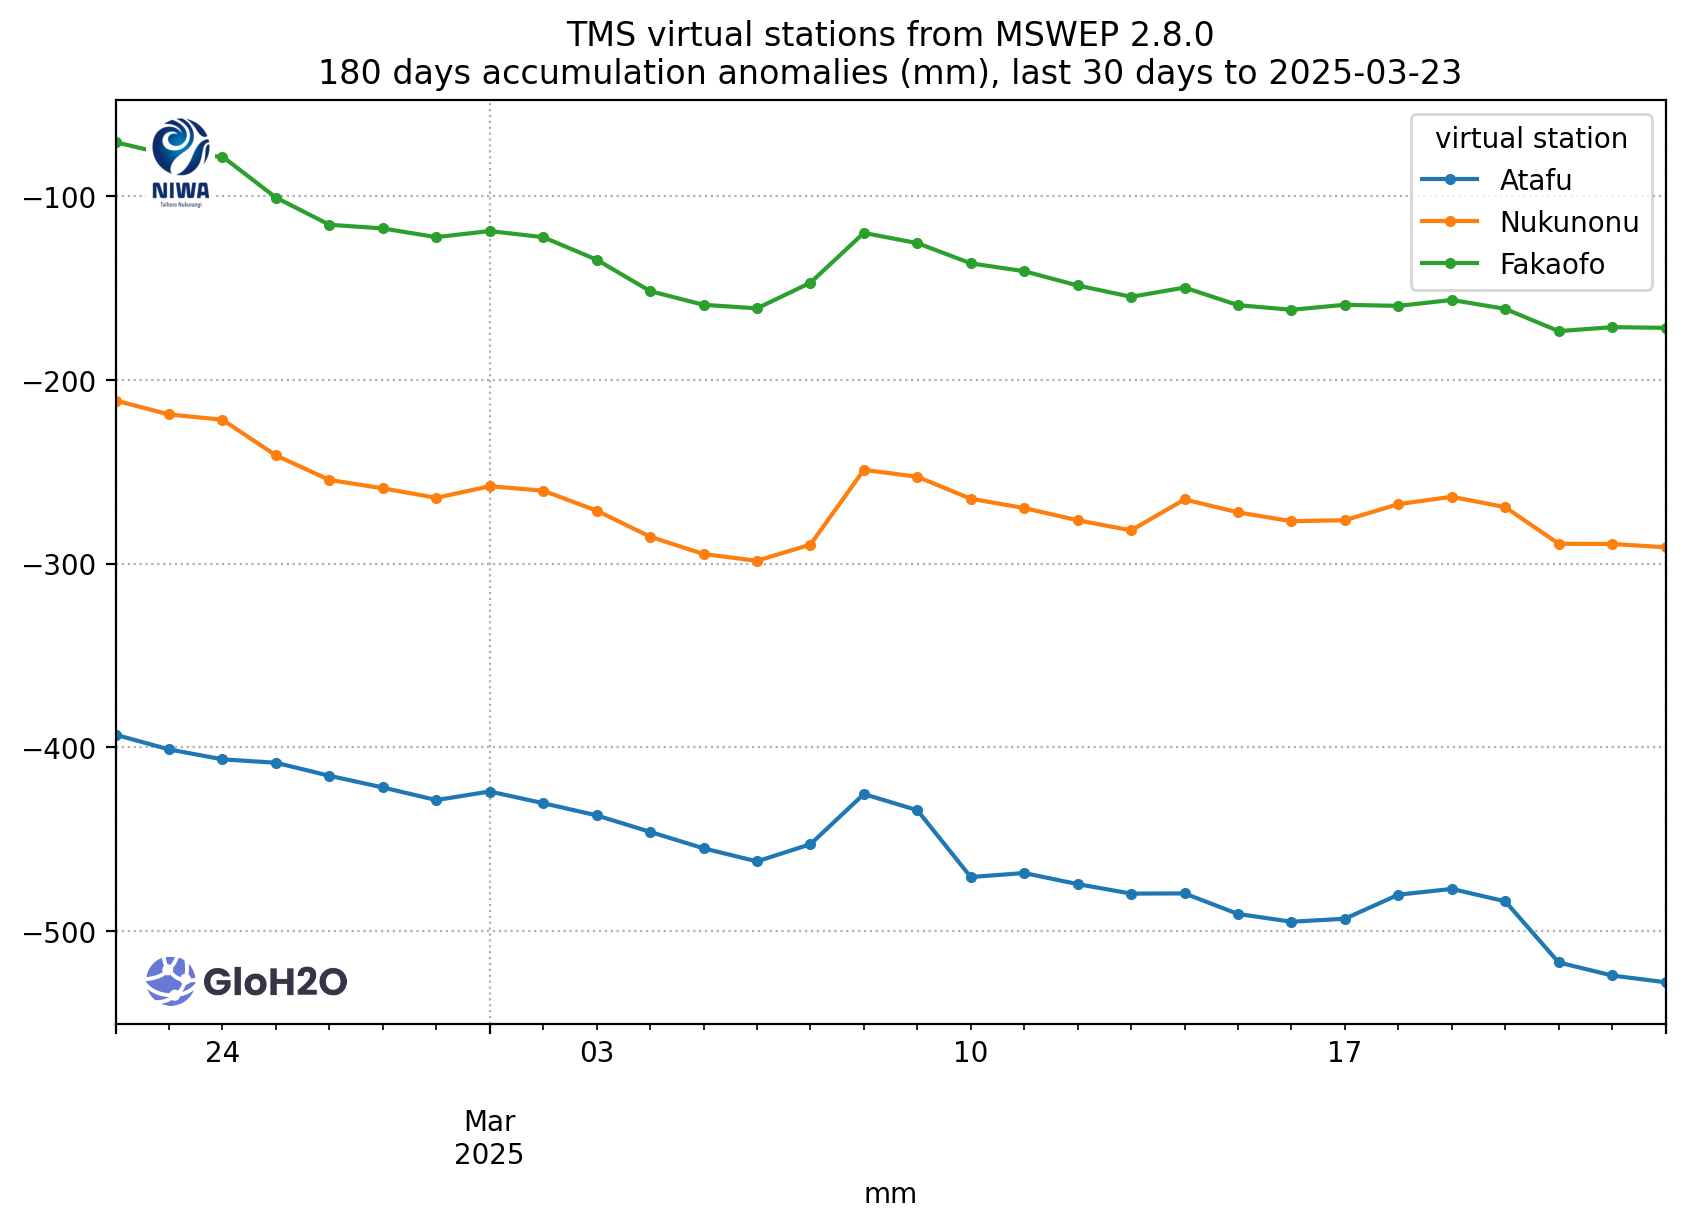 TMS virtual stations from MSWEP 2.8.0
180 days accumulation anomalies (mm), last 30 days to 2025-03-23
NIWA
Taihoro Nukurangi
virtual station
Atafu
Nukunonu
Fakaofo
−100
−200
−300
−400
−500
GloH2O
24
03
10
17
Mar
2025
mm